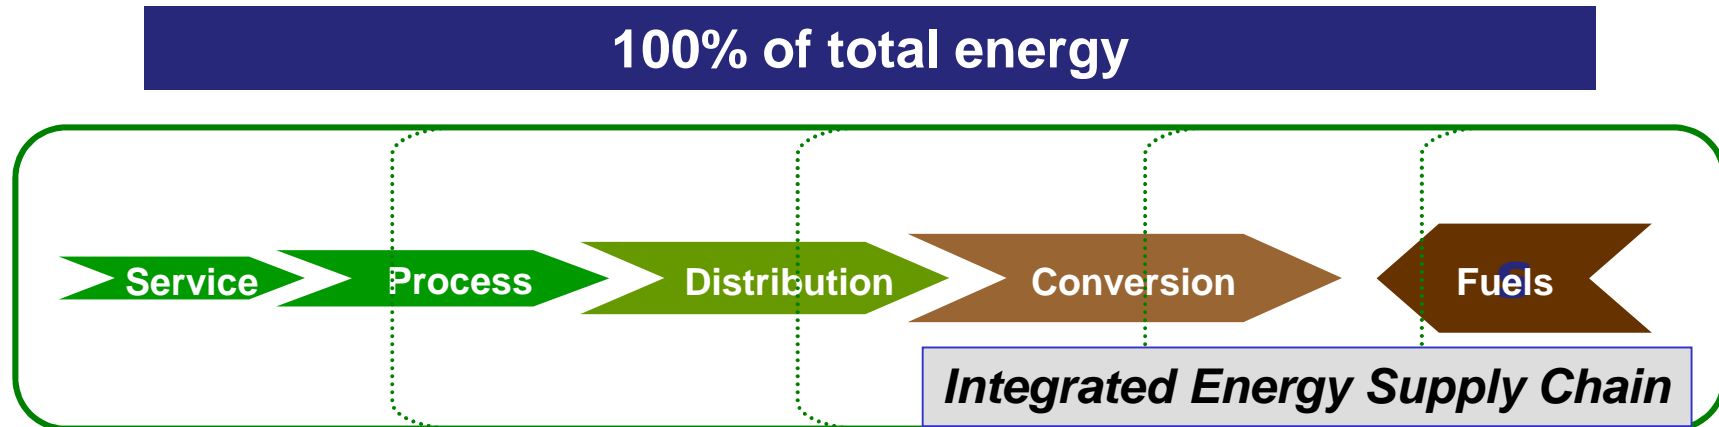 100% of total energy
Service
Process
Distribution
Conversion
Fuels
Integrated Energy Supply Chain